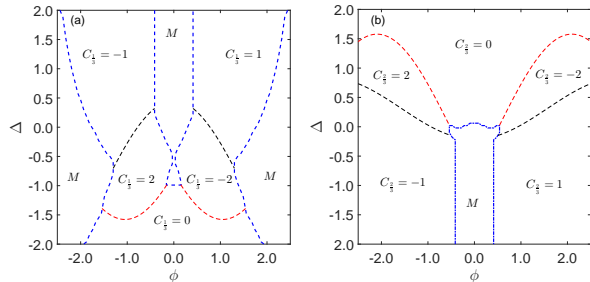 (a)
2.0
1.5
1.0
0.5
0.0
-0.5
-1.0
-1.5
-2.0
Δ
-2.0
-1.0
0.0
1.0
2.0
ϕ
M
C_{1/3} = −1
C_{1/3} = 1
M
C_{1/3} = 2
C_{1/3} = −2
M
C_{1/3} = 0
(b)
2.0
1.5
1.0
0.5
0.0
-0.5
-1.0
-1.5
2.0
Δ
-2.0
-1.0
0.0
1.0
2.0
ϕ
C_{2/3} = 0
C_{2/3} = 2
C_{2/3} = −2
C_{2/3} = −1
C_{2/3} = 1
M